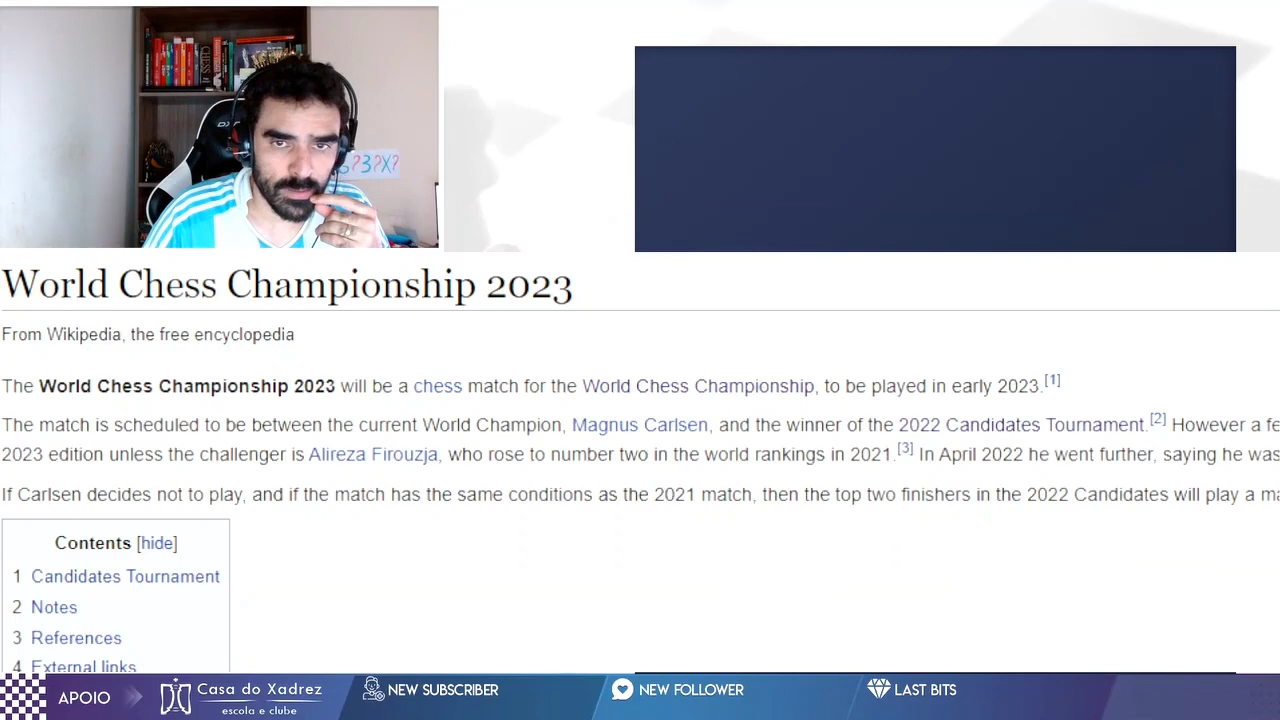 CHESS
?3?X?
World Chess Championship 2023
From Wikipedia, the free encyclopedia
The World Chess Championship 2023 will be a chess match for the World Chess Championship, to be played in early 2023.[1]
The match is scheduled to be between the current World Champion, Magnus Carlsen, and the winner of the 2022 Candidates Tournament.[2] However a fe
2023 edition unless the challenger is Alireza Firouzja, who rose to number two in the world rankings in 2021.[3] In April 2022 he went further, saying he was
If Carlsen decides not to play, and if the match has the same conditions as the 2021 match, then the top two finishers in the 2022 Candidates will play a ma
Contents [hide]
1 Candidates Tournament
2 Notes
3 References
4 External links
APOIO
Casa do Xadrez
escola e clube
NEW SUBSCRIBER
NEW FOLLOWER
LAST BITS